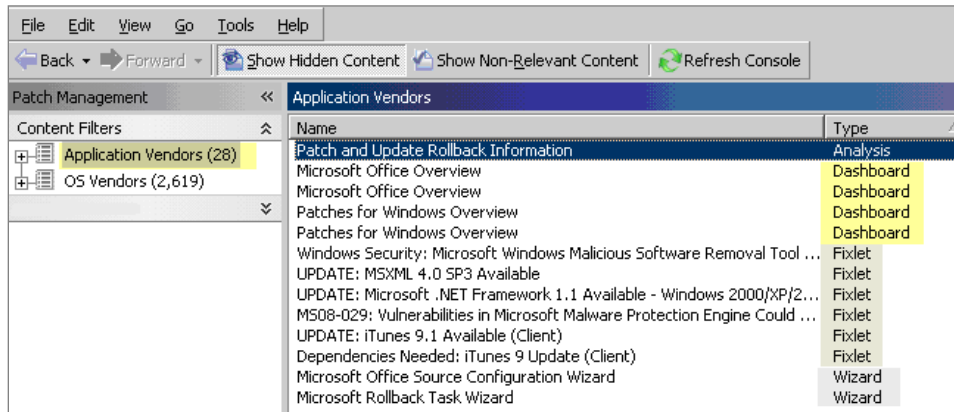 File Edit View Go Tools Help
Back Forward Show Hidden Content Show Non-Relevant Content Refresh Console
Patch Management
Content Filters
Application Vendors (28)
OS Vendors (2,619)
Application Vendors
Name Type
Patch and Update Rollback Information Analysis
Microsoft Office Overview Dashboard
Microsoft Office Overview Dashboard
Patches for Windows Overview Dashboard
Patches for Windows Overview Dashboard
Windows Security: Microsoft Windows Malicious Software Removal Tool ... Fixlet
UPDATE: MSXML 4.0 SP3 Available Fixlet
UPDATE: Microsoft .NET Framework 1.1 Available - Windows 2000/XP/2... Fixlet
MS08-029: Vulnerabilities in Microsoft Malware Protection Engine Could ... Fixlet
UPDATE: iTunes 9.1 Available (Client) Fixlet
Dependencies Needed: iTunes 9 Update (Client) Fixlet
Microsoft Office Source Configuration Wizard Wizard
Microsoft Rollback Task Wizard Wizard